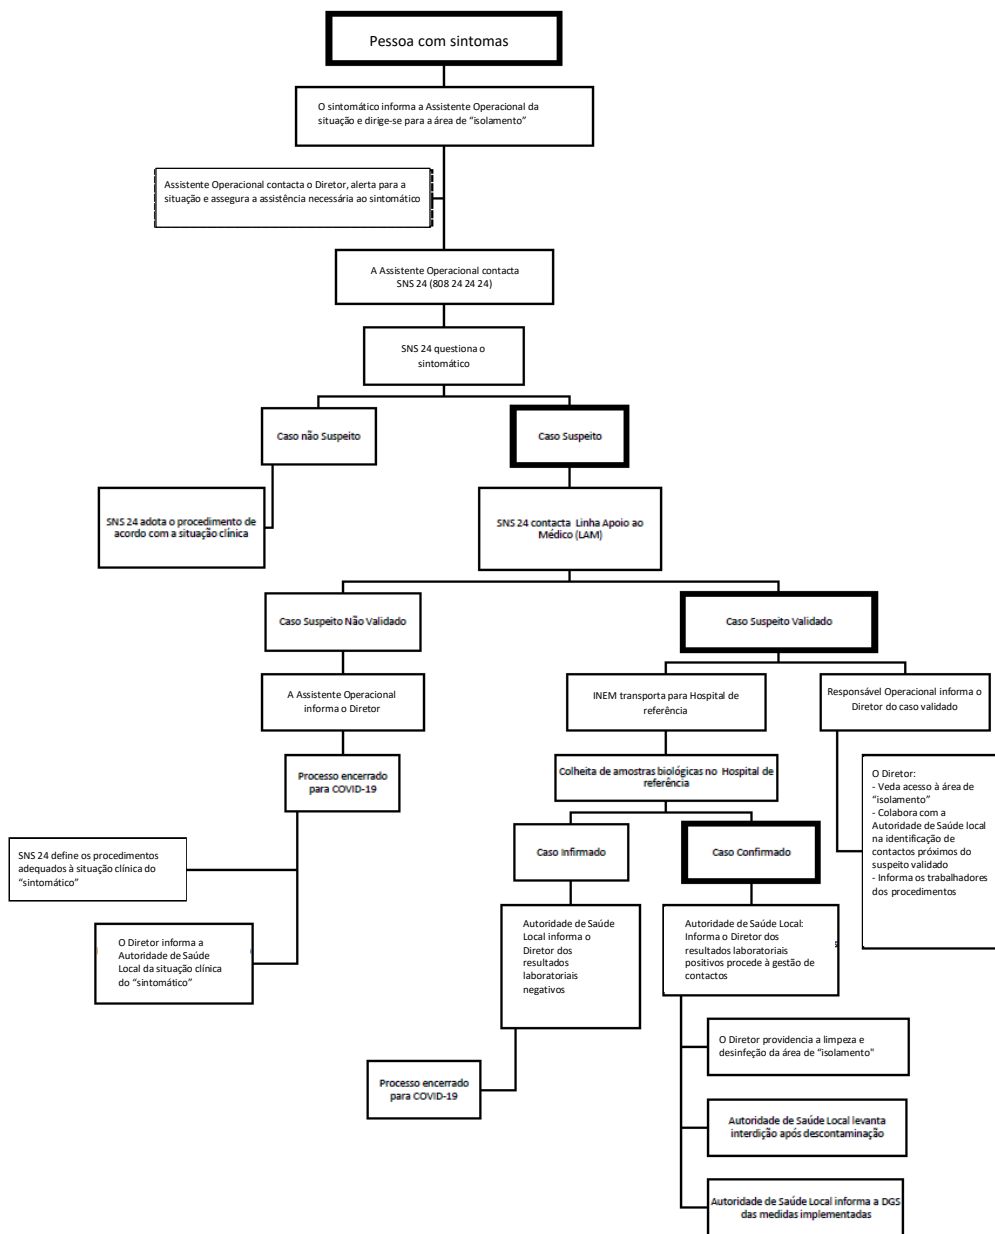 Pessoa com sintomas
O sintomático informa a Assistente Operacional da
situação e dirige-se para a área de “isolamento”
Assistente Operacional contacta o Diretor, alerta para a
situação e assegura a assistência necessária ao sintomático
A Assistente Operacional contacta
SNS 24 (808 24 24 24)
SNS 24 questiona o
sintomático
Caso não Suspeito
Caso Suspeito
SNS 24 adota o procedimento de
acordo com a situação clínica
SNS 24 contacta Linha Apoio ao
Médico (LAM)
Caso Suspeito Não Validado
Caso Suspeito Validado
A Assistente Operacional
informa o Diretor
INEM transporta para Hospital de
referência
Responsável Operacional informa o
Diretor do caso validado
Processo encerrado
para COVID-19
Colheita de amostras biológicas no Hospital de
referência
O Diretor:
- Veda acesso à área de
“isolamento”
- Colabora com a
Autoridade de Saúde local
na identificação de
contactos próximos do
suspeito validado
- Informa os trabalhadores
dos procedimentos
SNS 24 define os procedimentos
adequados à situação clínica do
“sintomático”
Caso Infirmado
Caso Confirmado
O Diretor informa a
Autoridade de Saúde
Local da situação clínica
do “sintomático”
Autoridade de Saúde
Local informa o
Diretor dos
resultados
laboratoriais
negativos
Autoridade de Saúde Local:
Informa o Diretor dos
resultados laboratoriais
positivos procede à gestão de
contactos
O Diretor providencia a limpeza e
desinfeção da área de “isolamento"
Processo encerrado
para COVID-19
Autoridade de Saúde Local levanta
interdição após descontaminação
Autoridade de Saúde Local informa a DGS
das medidas implementadas